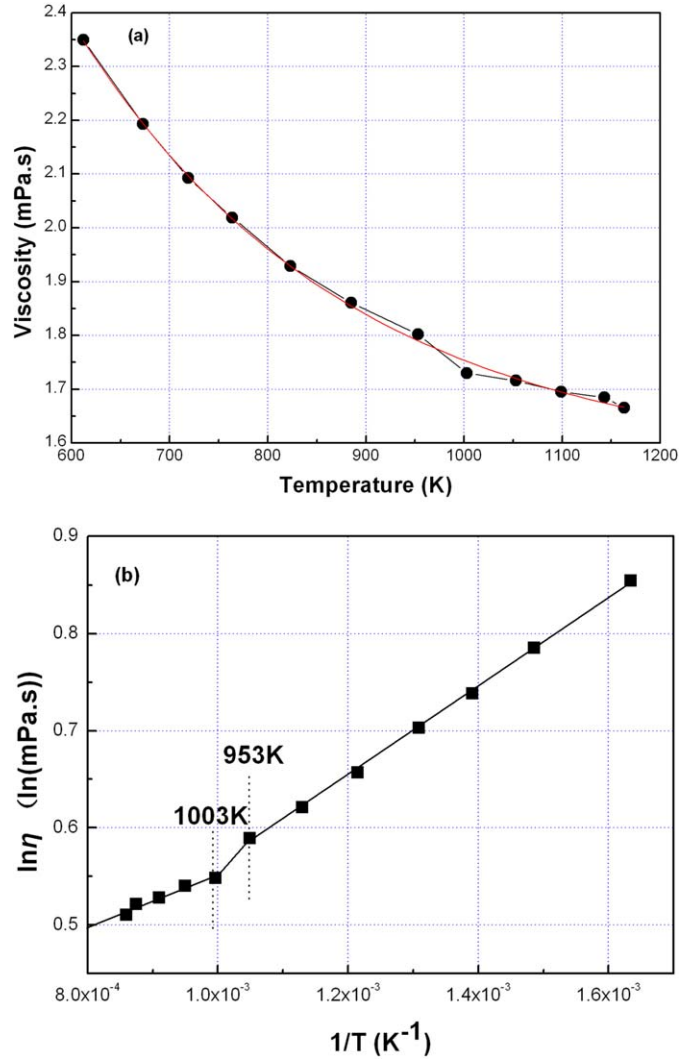 (a)
2.4
2.3
2.2
2.1
2.0
1.9
1.8
1.7
1.6
Viscosity (mPa.s)
600 700 800 900 1000 1100 1200
Temperature (K)
(b)
0.9
0.8
0.7
0.6
0.5
lnη (ln(mPa.s))
953K
1003K
8.0x10⁻⁴ 1.0x10⁻³ 1.2x10⁻³ 1.4x10⁻³ 1.6x10⁻³
1/T (K⁻¹)